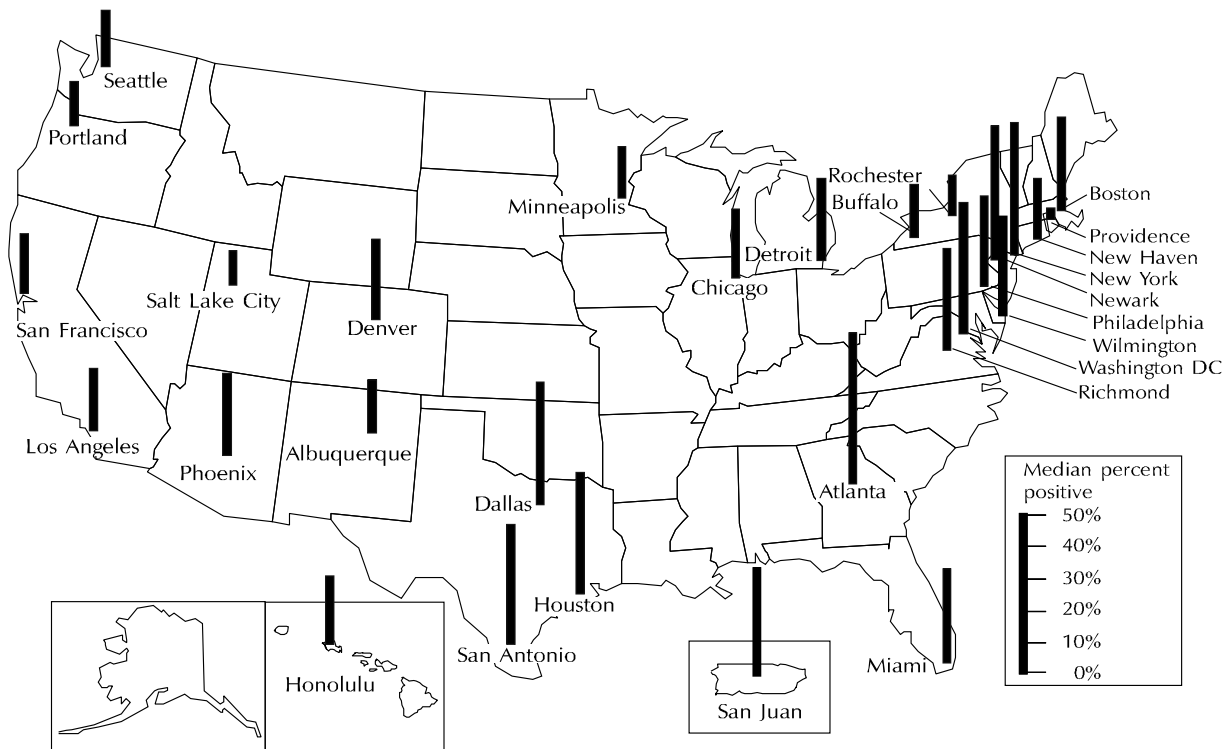 Seattle
Portland
Minneapolis
Rochester
Buffalo
Boston
Detroit
Providence
New Haven
Chicago
New York
Salt Lake City
Newark
San Francisco
Denver
Philadelphia
Wilmington
Washington DC
Richmond
Los Angeles
Albuquerque
Phoenix
Dallas
Atlanta
Median percent
positive
50%
40%
30%
20%
10%
0%
Houston
San Antonio
Miami
Honolulu
San Juan